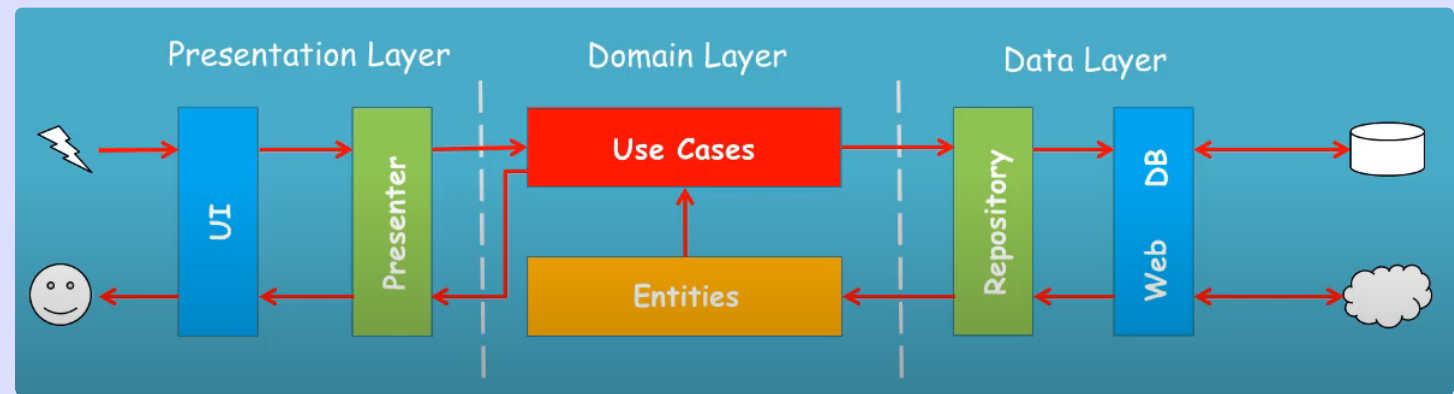 Presentation Layer
Domain Layer
Data Layer
UI
Presenter
Use Cases
Entities
Repository
Web DB